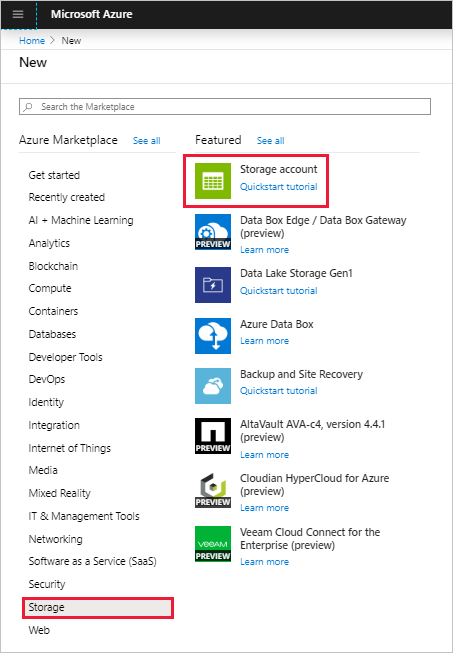 Microsoft Azure
Home > New
New
Search the Marketplace
Azure Marketplace See all
Get started
Recently created
AI + Machine Learning
Analytics
Blockchain
Compute
Containers
Databases
Developer Tools
DevOps
Identity
Integration
Internet of Things
Media
Mixed Reality
IT & Management Tools
Networking
Software as a Service (SaaS)
Security
Storage
Web
Featured See all
Storage account
Quickstart tutorial
PREVIEW
Data Box Edge / Data Box Gateway
(preview)
Learn more
Data Lake Storage Gen1
Quickstart tutorial
Azure Data Box
Learn more
Backup and Site Recovery
Quickstart tutorial
PREVIEW
AltaVault AVA-c4, version 4.4.1
(preview)
Learn more
PREVIEW
Cloudian HyperCloud for Azure
(preview)
Learn more
VEEAM
PREVIEW
Veeam Cloud Connect for the
Enterprise (preview)
Learn more